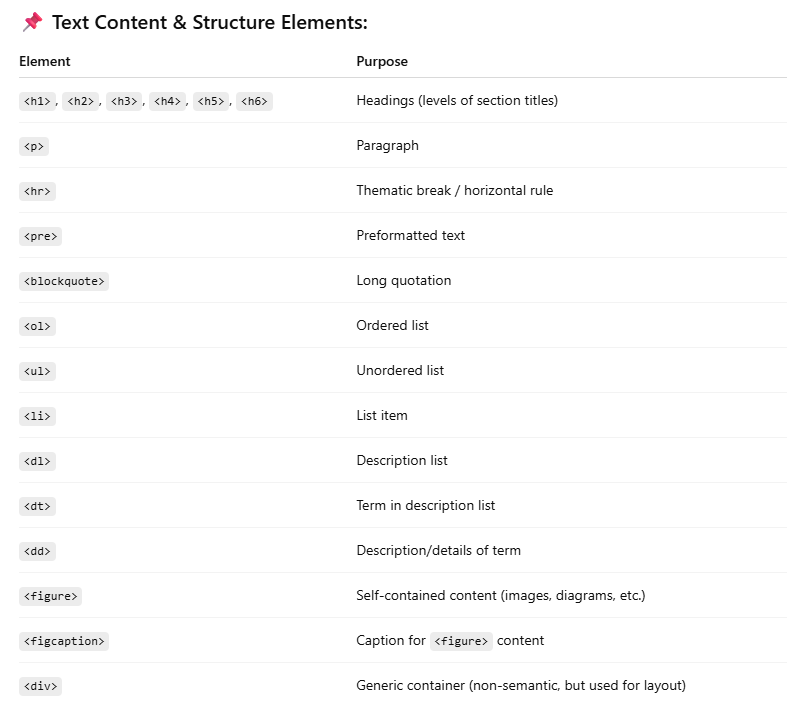 📌 Text Content & Structure Elements:
Element Purpose
<h1>, <h2>, <h3>, <h4>, <h5>, <h6> Headings (levels of section titles)
<p> Paragraph
<hr> Thematic break / horizontal rule
<pre> Preformatted text
<blockquote> Long quotation
<ol> Ordered list
<ul> Unordered list
<li> List item
<dl> Description list
<dt> Term in description list
<dd> Description/details of term
<figure> Self-contained content (images, diagrams, etc.)
<figcaption> Caption for <figure> content
<div> Generic container (non-semantic, but used for layout)